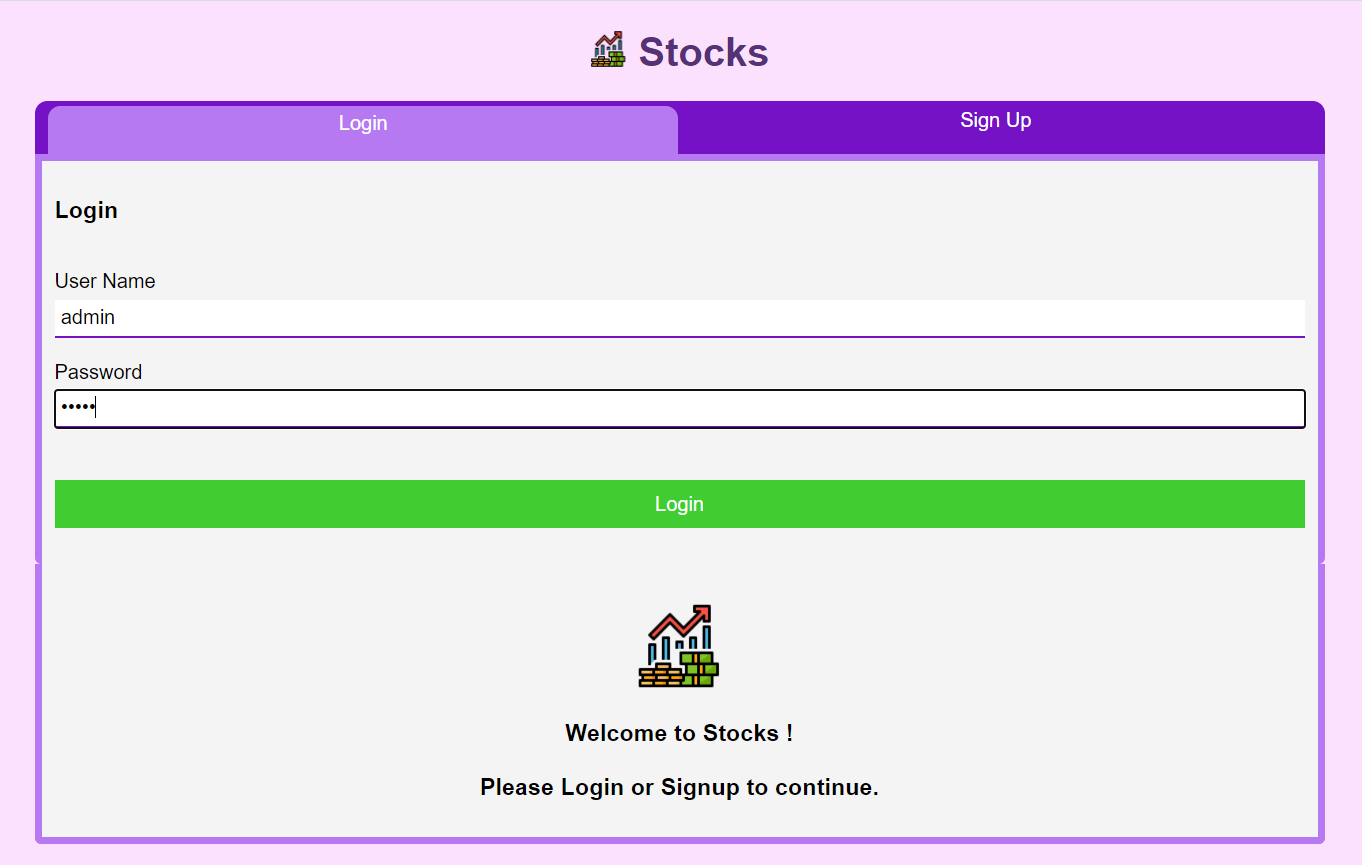 Stocks
Login
Sign Up
Login
User Name
admin
Password
•••••
Login
Welcome to Stocks !
Please Login or Signup to continue.